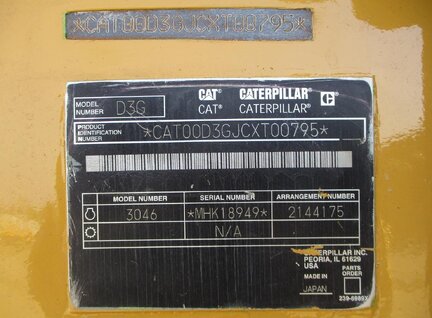 *CAT00D3GJCXT00795*
CAT CATERPILLAR C
MODEL NUMBER D3G CAT CATERPILLAR
PRODUCT IDENTIFICATION NUMBER *CAT00D3GJCXT00795*
MODEL NUMBER SERIAL NUMBER ARRANGEMENT NUMBER
3046 *MHK18949* 2144175
N/A
CATERPILLAR INC.
PEORIA, IL 61629
USA
MADE IN PARTS ORDER
JAPAN